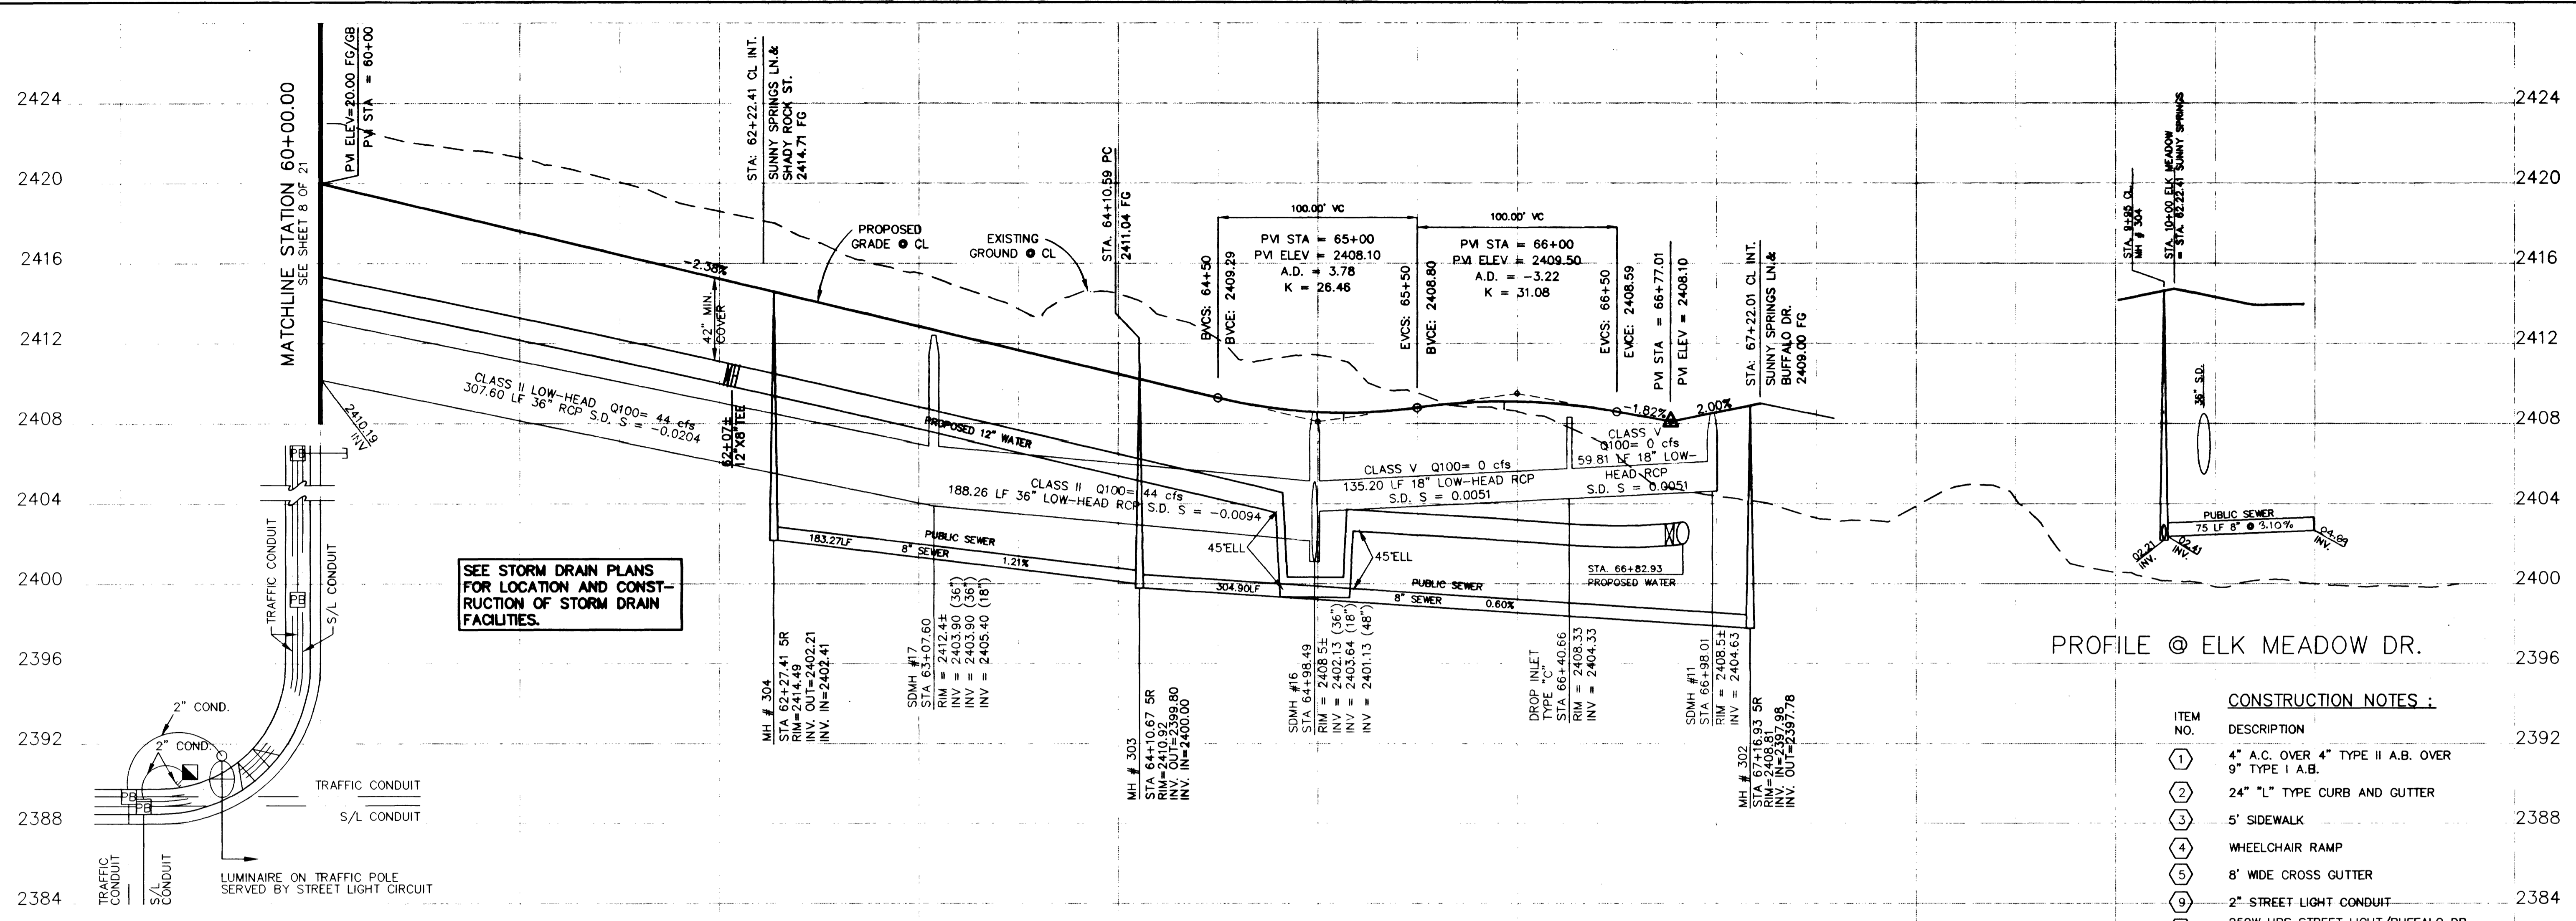 2424
2420
2416
2412
2408
2404
2400
2396
2392
2388
2384
MATCHLINE STATION 60+00.00
SEE SHEET 8 OF 21
PVI ELEV=20.00 FG/GB
PVI STA = 60+00
STA: 62+22.41 CL INT.
SUNNY SPRINGS LN.&
SHADY ROCK ST.
2414.71 FG
-2.38%
42" MIN.
COVER
PROPOSED
GRADE @ CL
EXISTING
GROUND @ CL
STA. 64+10.59 PC
2411.04 FG
BVCS: 64+50
BVCE: 2409.29
100.00' VC
PVI STA = 65+00
PVI ELEV = 2408.10
A.D. = 3.78
K = 26.46
EVCS: 65+50
BVCE: 2408.80
100.00' VC
PVI STA = 66+00
PVI ELEV = 2409.50
A.D. = -3.22
K = 31.08
EVCS: 66+50
EVCE: 2408.59
PVI STA = 66+77.01
PVI ELEV = 2408.10
STA: 67+22.01 CL INT.
SUNNY SPRINGS LN.&
BUFFALO DR.
2409.00 FG
-1.82%
2.00%
2410.19
INV
CLASS II LOW-HEAD Q100= 44 cfs
307.60 LF 36" RCP S.D. S = -0.0204
62+07±
12"X8"TEE
PROPOSED 12" WATER
CLASS II Q100= 44 cfs
188.26 LF 36" LOW-HEAD RCP S.D. S = -0.0094
CLASS V Q100= 0 cfs
135.20 LF 18" LOW-HEAD RCP
S.D. S = 0.0051
CLASS V
Q100= 0 cfs
59.81 LF 18" LOW-
HEAD RCP
S.D. S = 0.0051
183.27LF
PUBLIC SEWER
8" SEWER
1.21%
45°ELL
45°ELL
304.90LF
PUBLIC SEWER
8" SEWER
0.60%
STA. 66+82.93
PROPOSED WATER
SEE STORM DRAIN PLANS
FOR LOCATION AND CONST-
RUCTION OF STORM DRAIN
FACILITIES.
MH # 304
STA 62+27.41 5R
RIM=2414.49
INV. OUT=2402.21
INV. IN=2402.41
SDMH #17
STA 63+07.60
RIM = 2412.4±
INV = 2403.90 (36")
INV = 2403.90 (36")
INV = 2405.40 (18")
MH # 303
STA 64+10.67 5R
RIM=2410.92
INV. OUT=2399.80
INV. IN=2400.00
SDMH #16
STA 64+98.49
RIM = 2408.5±
INV = 2402.13 (36")
INV = 2403.64 (18")
INV = 2401.13 (48")
DROP INLET
TYPE "C"
STA 66+40.66
RIM = 2408.33
INV = 2404.33
SDMH #11
STA 66+98.01
RIM = 2408.5±
INV = 2404.63
MH # 302
STA 67+16.93 5R
RIM=2408.81
INV. IN=2397.98
INV. OUT=2397.78
PB
TRAFFIC CONDUIT
PB
S/L CONDUIT
2" COND.
2" COND.
PB
PB
TRAFFIC CONDUIT
S/L CONDUIT
TRAFFIC
CONDUIT
S/L
CONDUIT
LUMINAIRE ON TRAFFIC POLE
SERVED BY STREET LIGHT CIRCUIT
STA. 9+95 CL
MH # 304
STA. 10+00 ELK MEADOW
= STA. 62.22.41 SUNNY SPRINGS
36" S.D.
PUBLIC SEWER
75 LF 8" @ 3.10%
02.21
INV.
02.41
INV.
04.89
INV.
2424
2420
2416
2412
2408
2404
2400
2396
2392
2388
2384
PROFILE @ ELK MEADOW DR.
CONSTRUCTION NOTES :
ITEM
NO.
DESCRIPTION
1 4" A.C. OVER 4" TYPE II A.B. OVER
9" TYPE I A.B.
2 24" "L" TYPE CURB AND GUTTER
3 5' SIDEWALK
4 WHEELCHAIR RAMP
5 8' WIDE CROSS GUTTER
9 2" STREET LIGHT CONDUIT